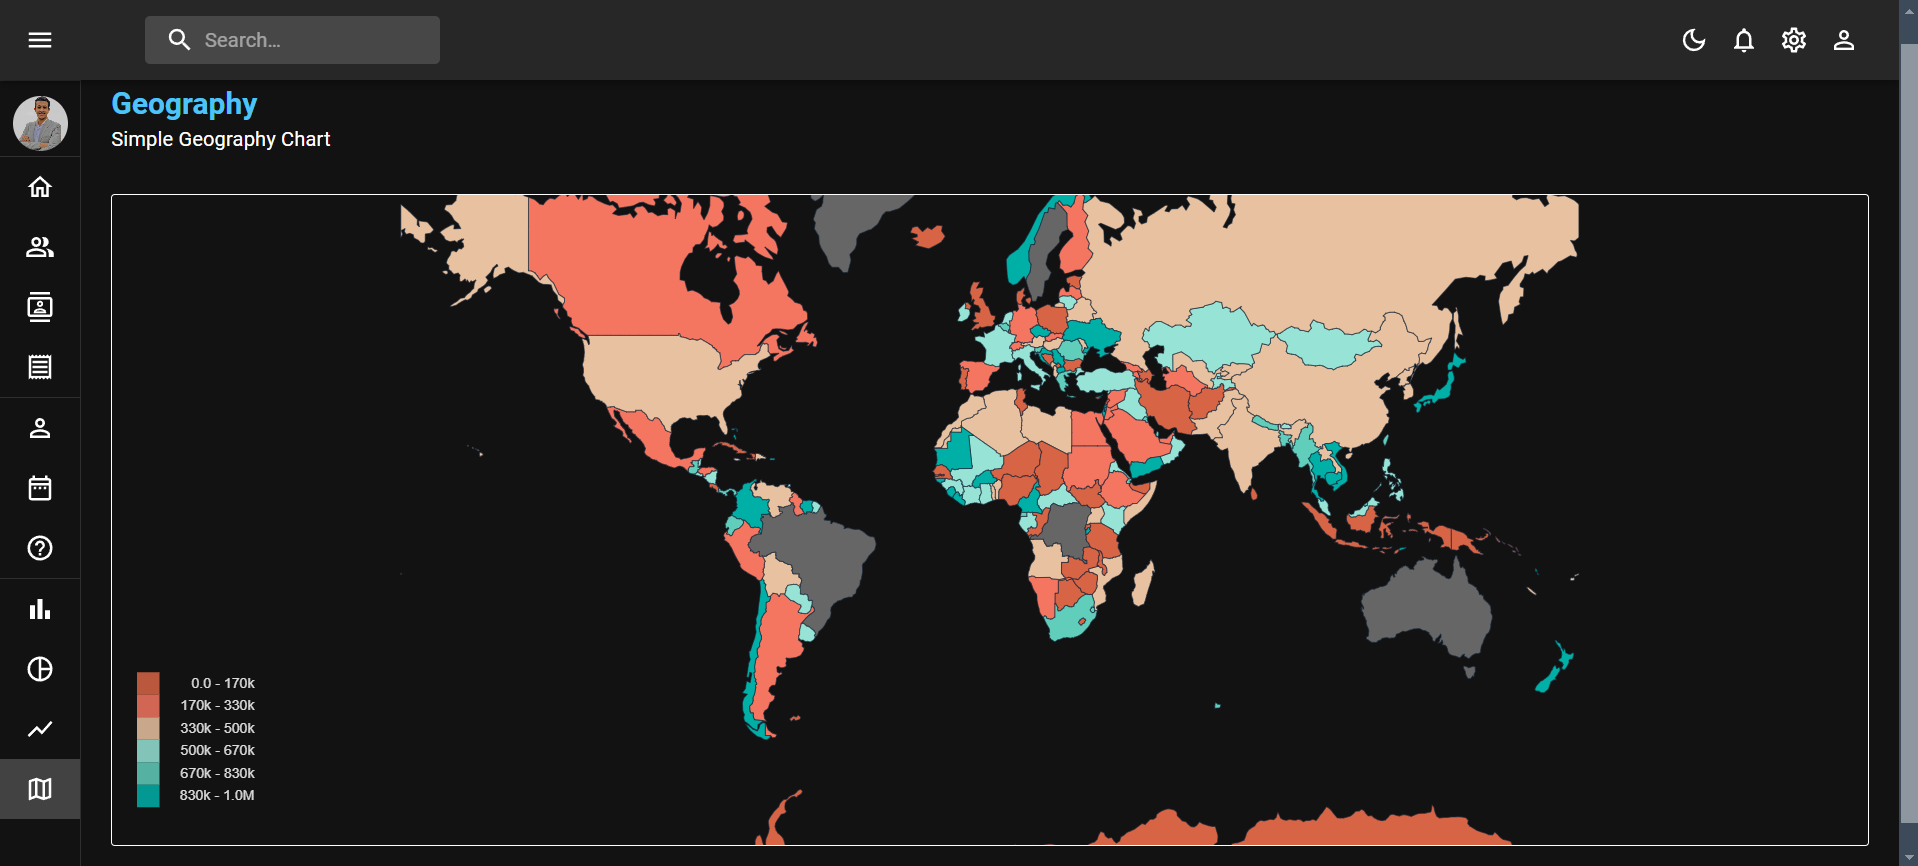 Search...
Geography
Simple Geography Chart
0.0 - 170k
170k - 330k
330k - 500k
500k - 670k
670k - 830k
830k - 1.0M